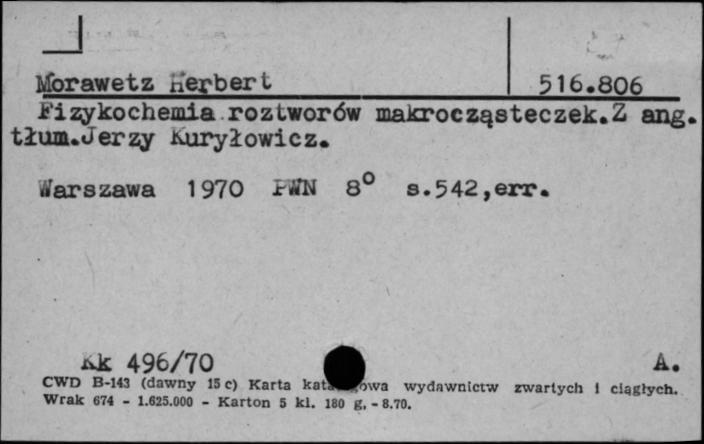 Morawetz Herbert 516.806
Fizykochemia roztworów makrocząsteczek.Z ang.
tłum.Jerzy Kuryłowicz.
Warszawa 1970 PWN 8° s.542,err.
Kk 496/70 A.
CWD B-143 (dawny 15 c) Karta wydawnictw zwartych i ciągłych.
Wrak 674 - 1.625.000 - Karton 5 kl. 180 g. - 8.70.